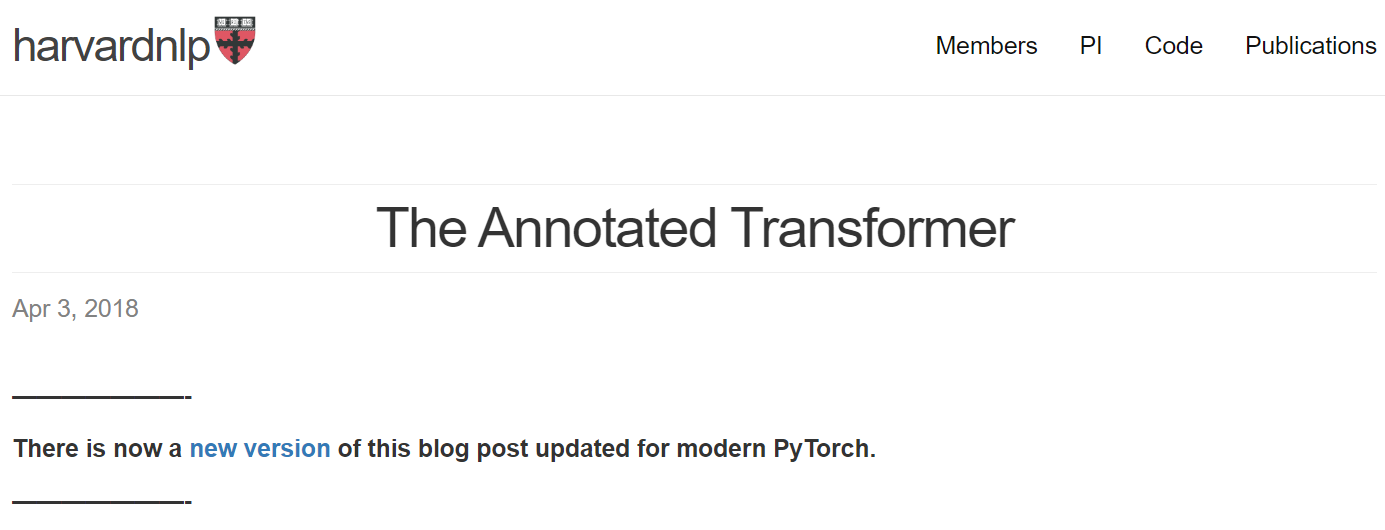 harvardnlp
Members PI Code Publications
The Annotated Transformer
Apr 3, 2018
———————-
There is now a new version of this blog post updated for modern PyTorch.
———————-